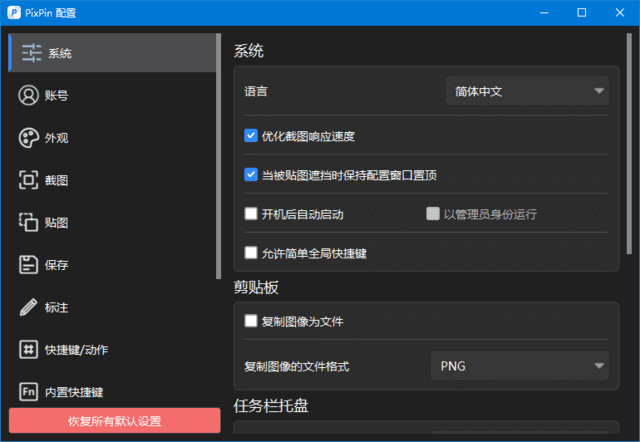 PixPin 配置
系统
账号
外观
截图
贴图
保存
标注
快捷键/动作
Fn 内置快捷键
恢复所有默认设置
系统
语言 简体中文
优化截图响应速度
当被贴图遮挡时保持配置窗口置顶
开机后自动启动 以管理员身份运行
允许简单全局快捷键
剪贴板
复制图像为文件
复制图像的文件格式 PNG
任务栏托盘